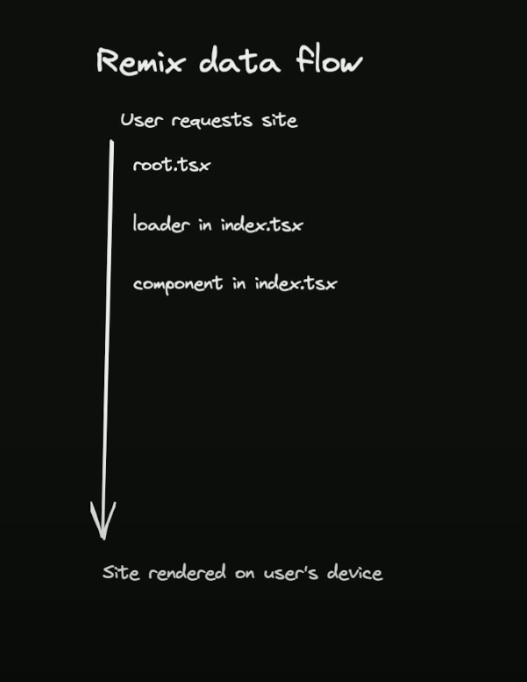 Remix data flow
User requests site
root.tsx
loader in index.tsx
component in index.tsx
Site rendered on user's device